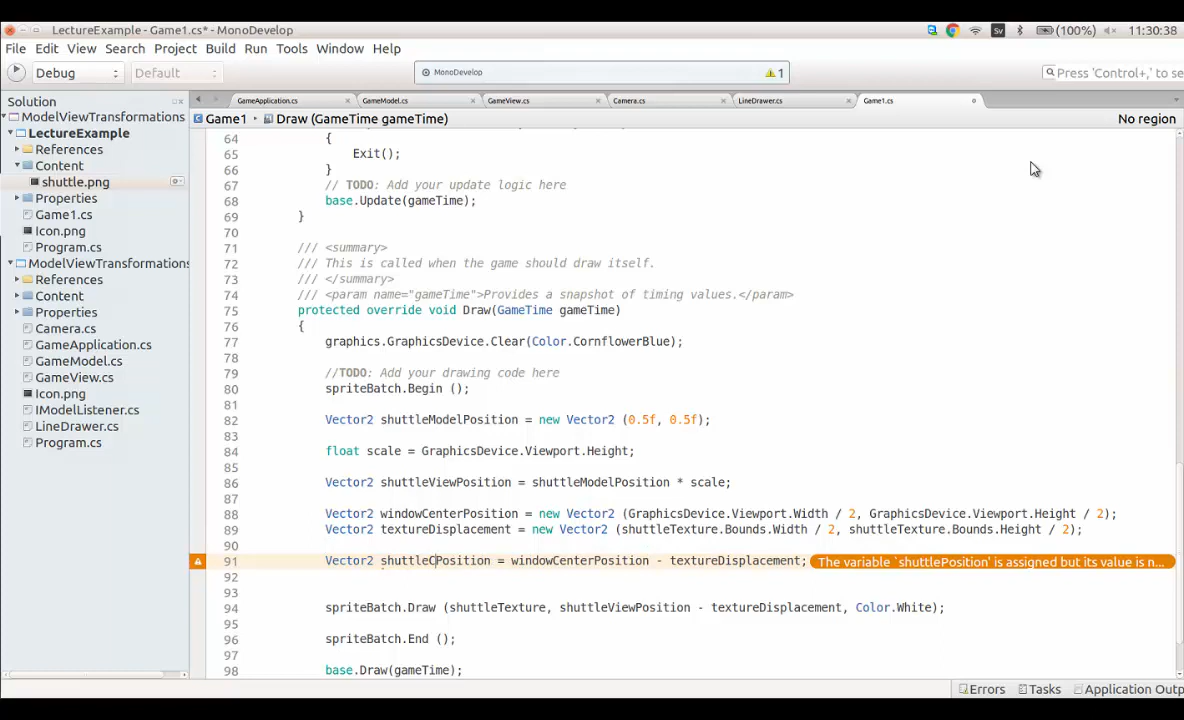 LectureExample - Game1.cs* - MonoDevelop
Sv
(100%)
11:30:38
File Edit View Search Project Build Run Tools Window Help
Debug
Default
MonoDevelop
1
Press 'Control+,' to se
Solution
ModelViewTransformations
LectureExample
References
Content
shuttle.png
Properties
Game1.cs
Icon.png
Program.cs
ModelViewTransformations
References
Content
Properties
Camera.cs
GameApplication.cs
GameModel.cs
GameView.cs
Icon.png
IModelListener.cs
LineDrawer.cs
Program.cs
GameApplication.cs GameModel.cs GameView.cs Camera.cs LineDrawer.cs Game1.cs
Game1 Draw (GameTime gameTime) No region
64 {
65 Exit();
66 }
67 // TODO: Add your update logic here
68 base.Update(gameTime);
69 }
70
71 /// <summary>
72 /// This is called when the game should draw itself.
73 /// </summary>
74 /// <param name="gameTime">Provides a snapshot of timing values.</param>
75 protected override void Draw(GameTime gameTime)
76 {
77 graphics.GraphicsDevice.Clear(Color.CornflowerBlue);
78
79 //TODO: Add your drawing code here
80 spriteBatch.Begin ();
81
82 Vector2 shuttleModelPosition = new Vector2 (0.5f, 0.5f);
83
84 float scale = GraphicsDevice.Viewport.Height;
85
86 Vector2 shuttleViewPosition = shuttleModelPosition * scale;
87
88 Vector2 windowCenterPosition = new Vector2 (GraphicsDevice.Viewport.Width / 2, GraphicsDevice.Viewport.Height / 2);
89 Vector2 textureDisplacement = new Vector2 (shuttleTexture.Bounds.Width / 2, shuttleTexture.Bounds.Height / 2);
90
91 Vector2 shuttleCPosition = windowCenterPosition - textureDisplacement; The variable `shuttlePosition' is assigned but its value is n...
92
93
94 spriteBatch.Draw (shuttleTexture, shuttleViewPosition - textureDisplacement, Color.White);
95
96 spriteBatch.End ();
97
98 base.Draw(gameTime);
Errors Tasks Application Outp